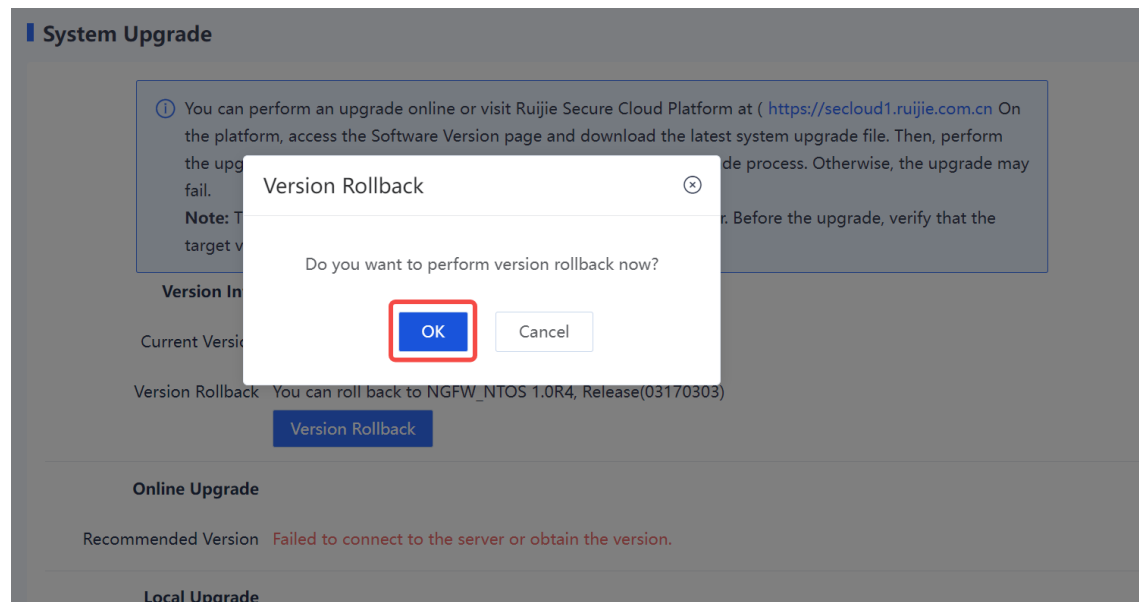 System Upgrade
You can perform an upgrade online or visit Ruijie Secure Cloud Platform at ( https://secloud1.ruijie.com.cn On
the platform, access the Software Version page and download the latest system upgrade file. Then, perform
the upg de process. Otherwise, the upgrade may
fail.
Note: T r. Before the upgrade, verify that the
target v
Version Rollback
Do you want to perform version rollback now?
OK Cancel
Version In
Current Versio
Version Rollback You can roll back to NGFW_NTOS 1.0R4, Release(03170303)
Version Rollback
Online Upgrade
Recommended Version Failed to connect to the server or obtain the version.
Local Upgrade